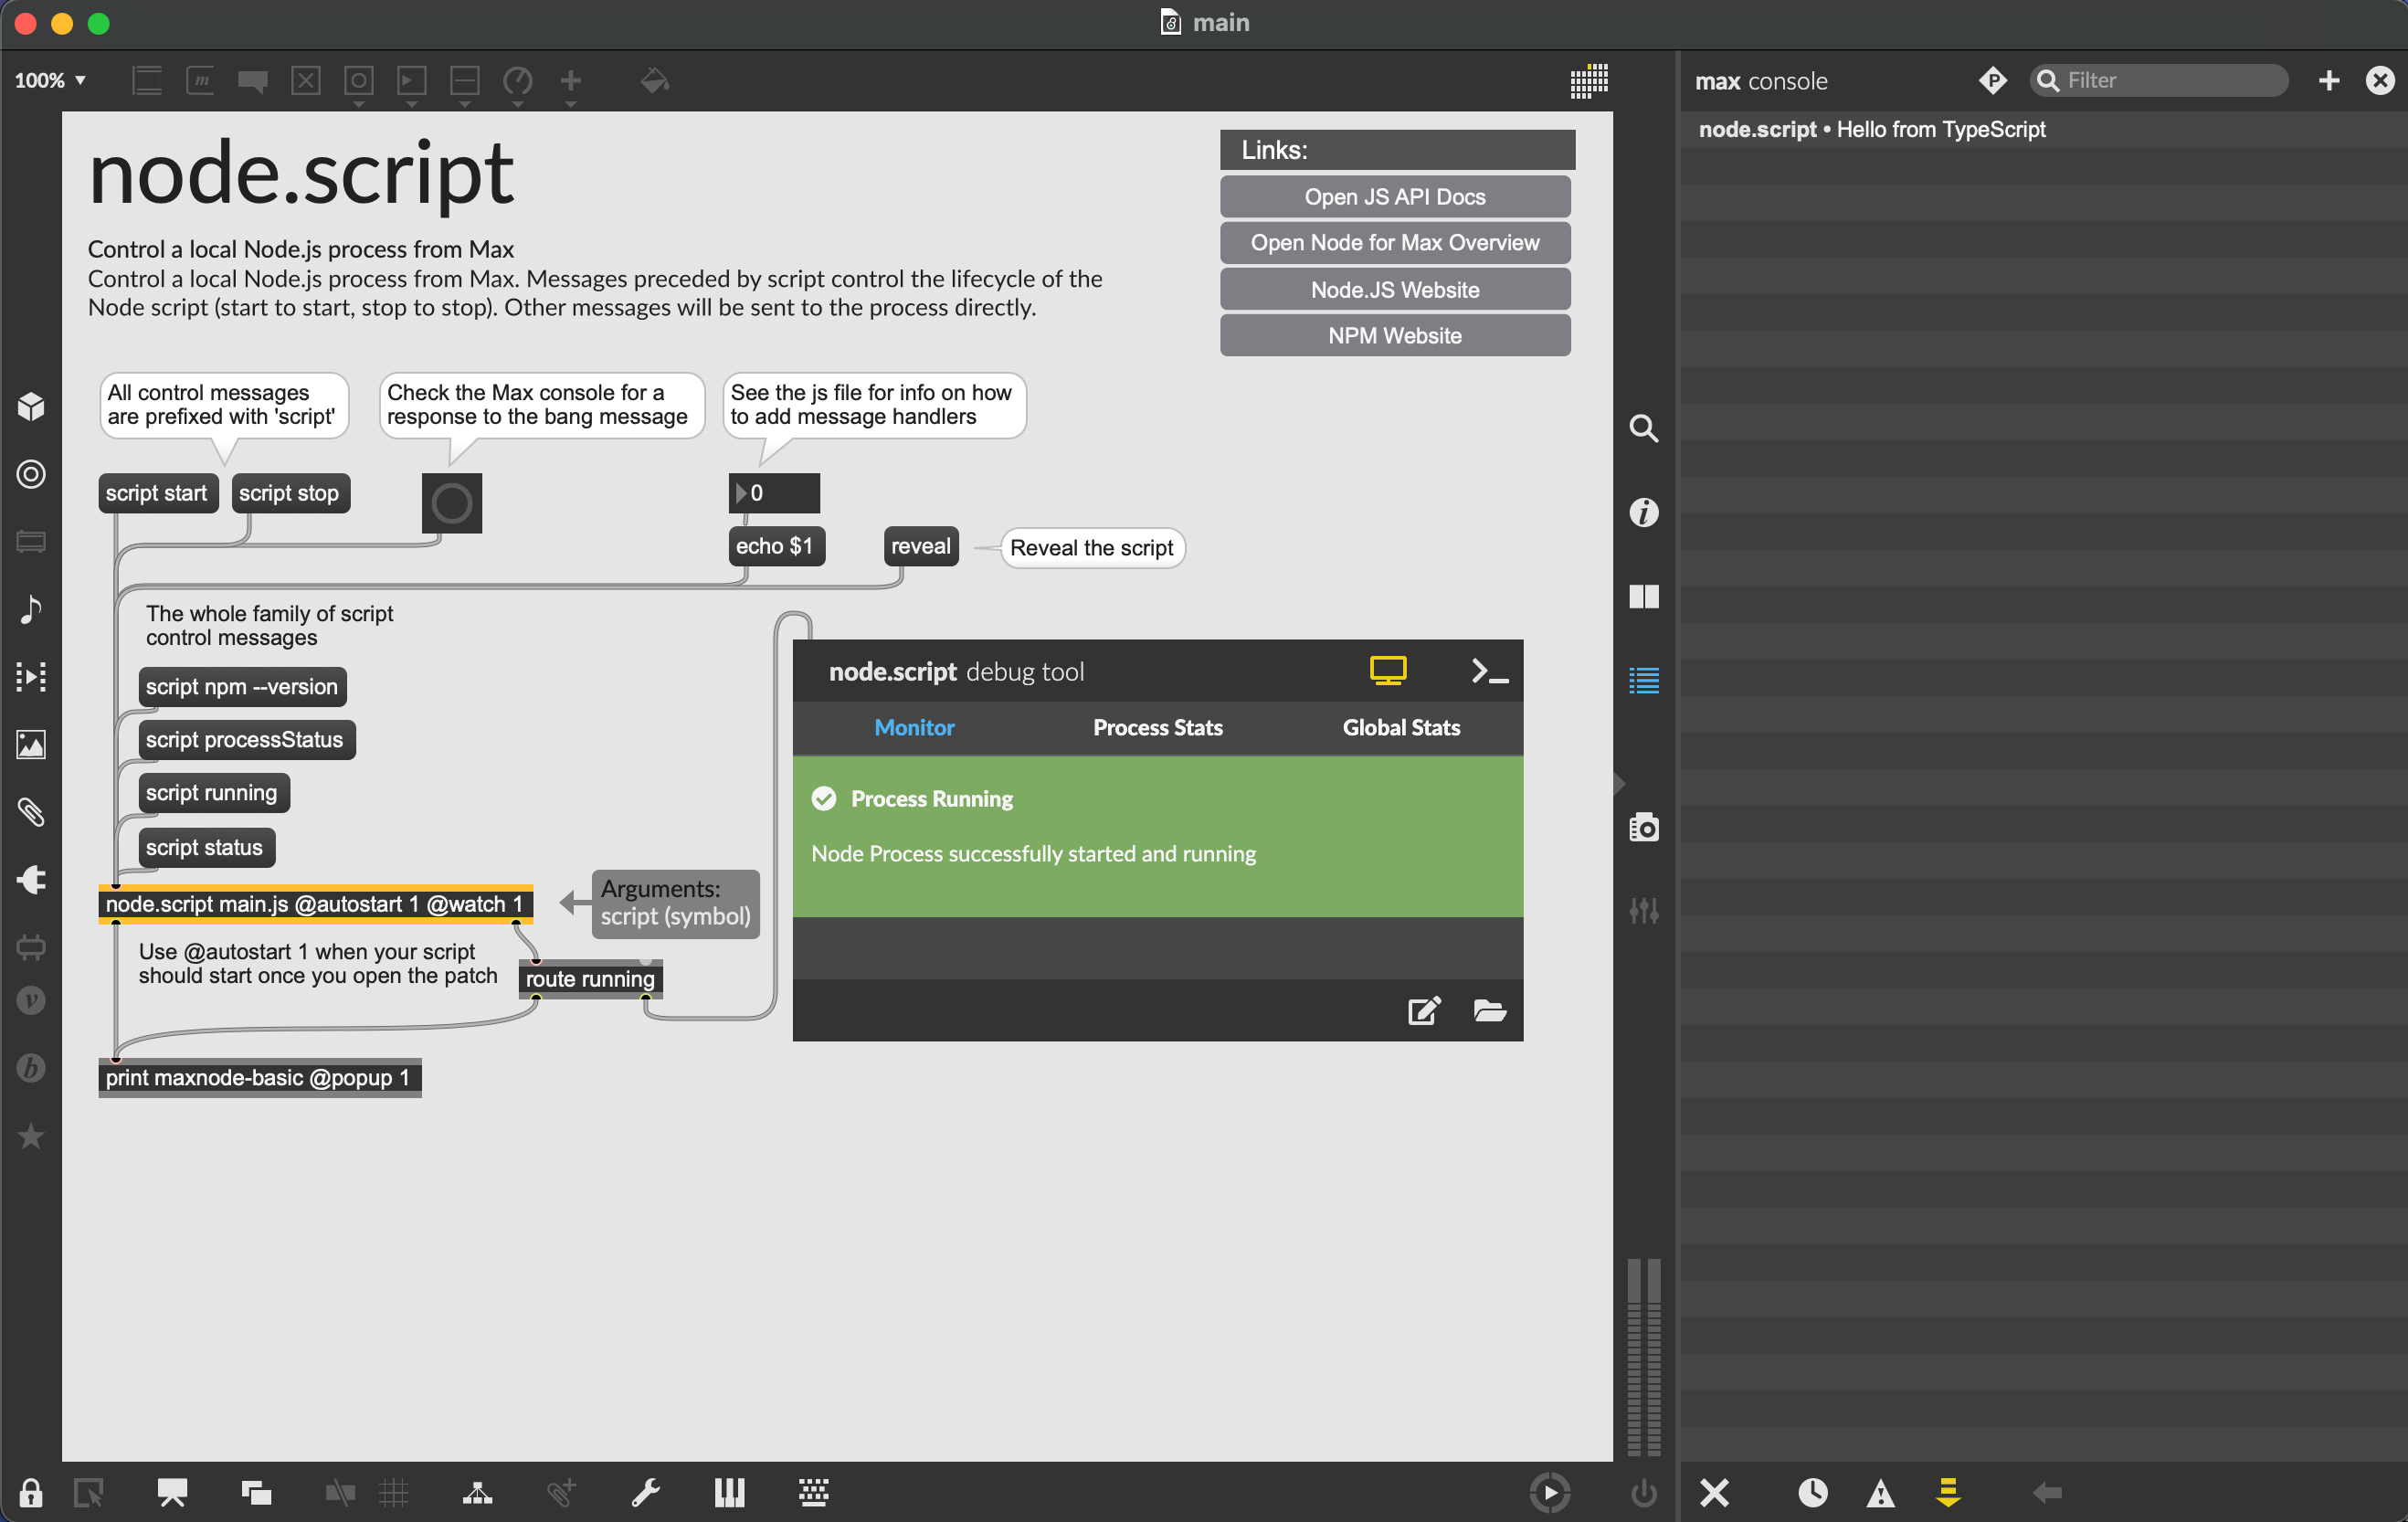 main
100%
m
max console
P
Filter
node.script • Hello from TypeScript
node.script
Control a local Node.js process from Max
Control a local Node.js process from Max. Messages preceded by script control the lifecycle of the
Node script (start to start, stop to stop). Other messages will be sent to the process directly.
Links:
Open JS API Docs
Open Node for Max Overview
Node.JS Website
NPM Website
All control messages
are prefixed with 'script'
Check the Max console for a
response to the bang message
See the js file for info on how
to add message handlers
script start
script stop
0
echo $1
reveal
Reveal the script
The whole family of script
control messages
script npm --version
script processStatus
script running
script status
node.script main.js @autostart 1 @watch 1
Arguments:
script (symbol)
Use @autostart 1 when your script
should start once you open the patch
route running
print maxnode-basic @popup 1
node.script debug tool
Monitor
Process Stats
Global Stats
Process Running
Node Process successfully started and running
i
v
b